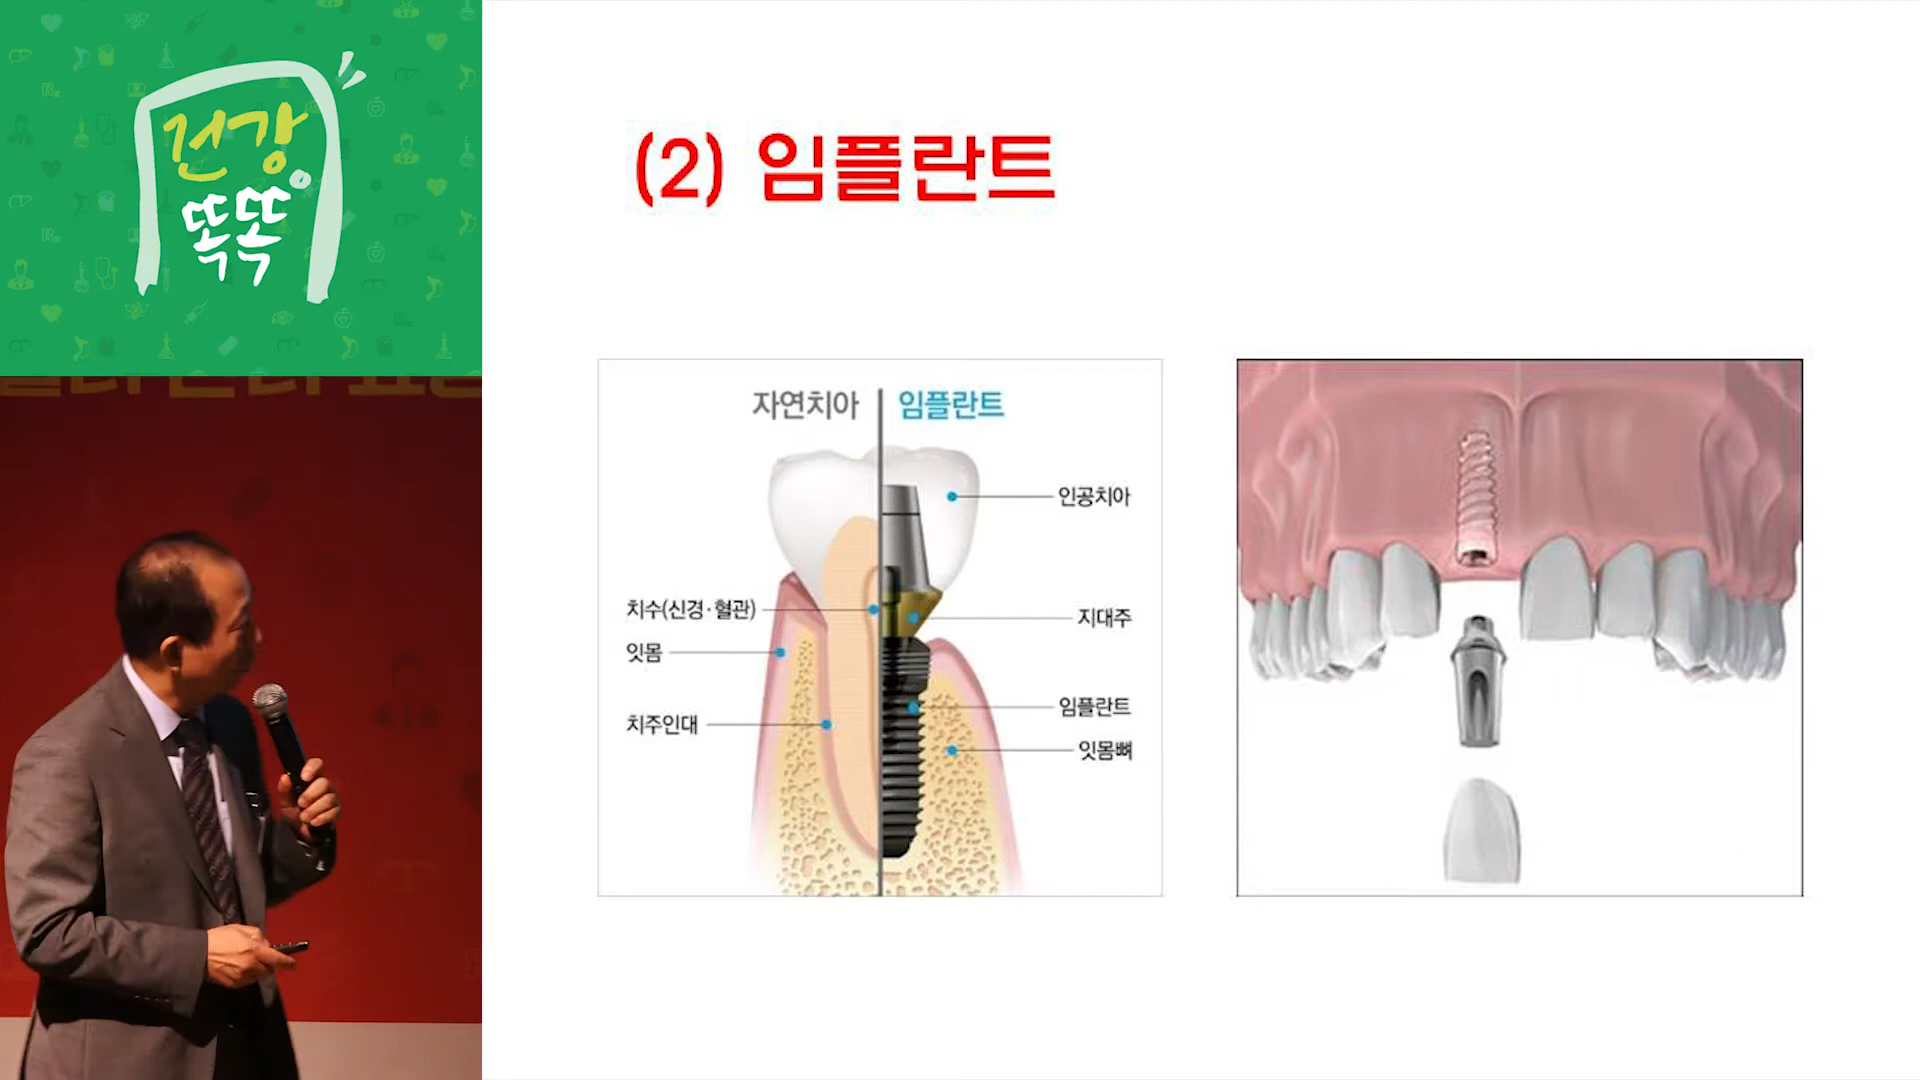 건강
똑똑
(2) 임플란트
자연치아
임플란트
인공치아
치수(신경·혈관)
지대주
잇몸
임플란트
치주인대
잇몸뼈